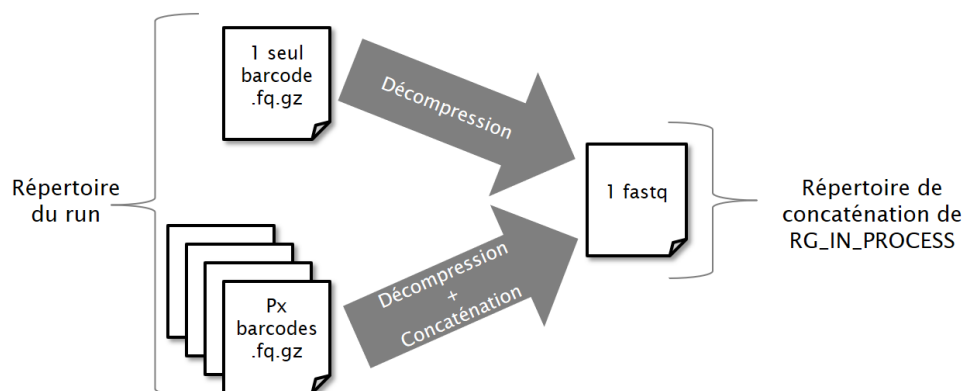 1 seul
barcode
.fq.gz
Décompression
Répertoire
du run
1 fastq
Répertoire de
concaténation de
RG_IN_PROCESS
Px
barcodes
.fq.gz
Décompression
+
Concaténation